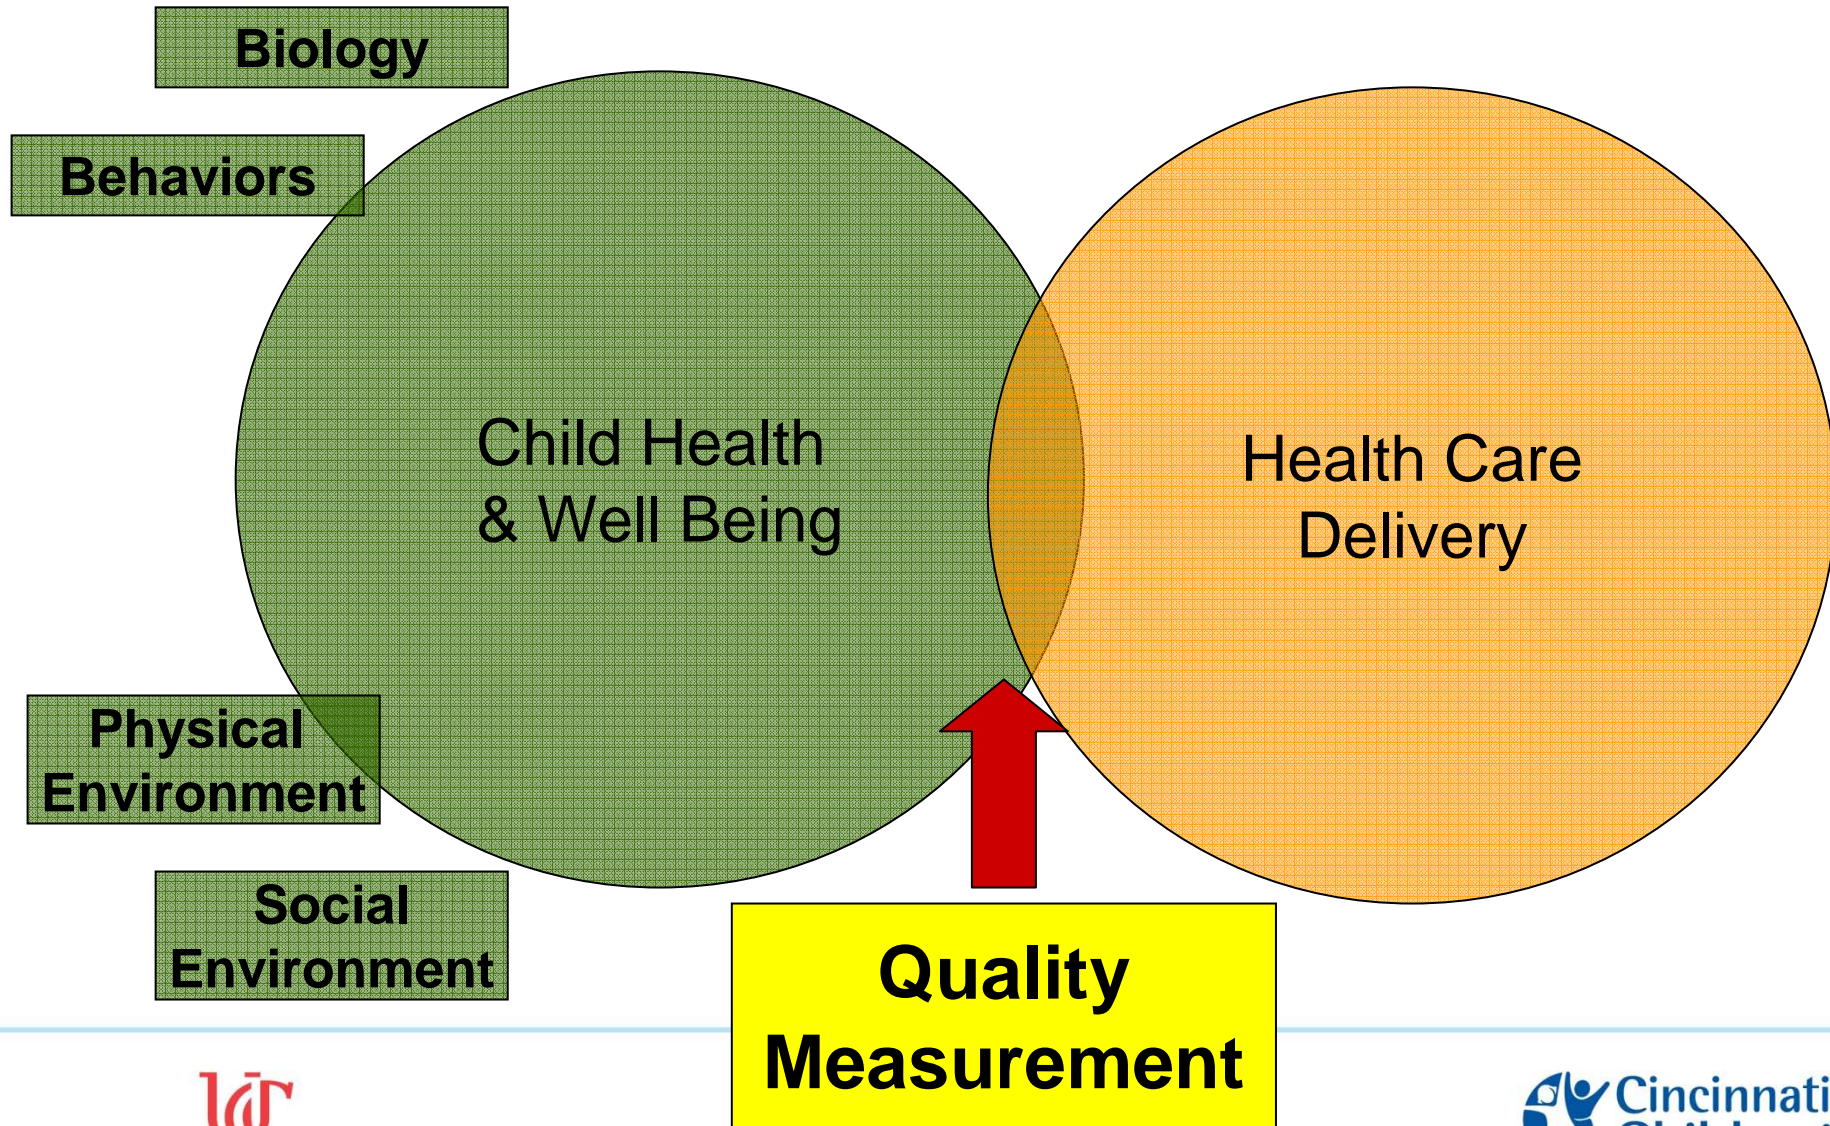 Biology
Behaviors
Child Health
& Well Being
Health Care
Delivery
Physical
Environment
Social
Environment
Quality
Measurement
Cincinnati